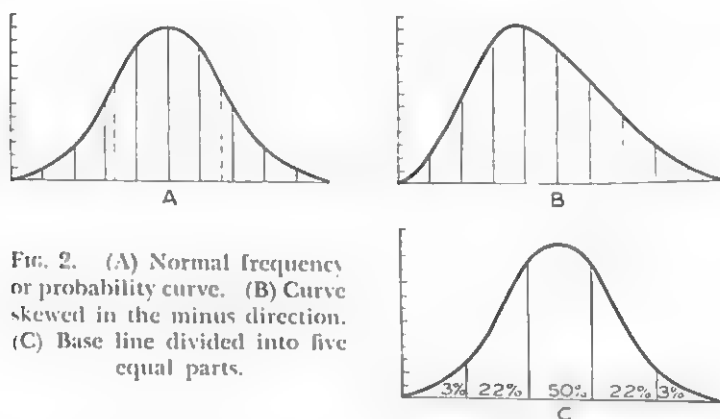 A
B
Fig. 2. (A) Normal frequency
or probability curve. (B) Curve
skewed in the minus direction.
(C) Base line divided into five
equal parts.
3% 22% 50% 22% 3%
C